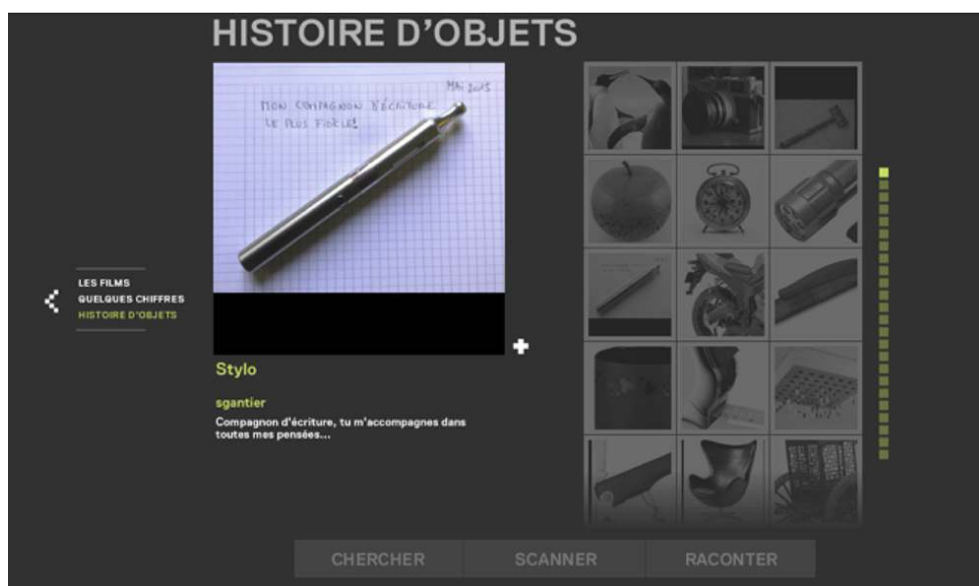 HISTOIRE D'OBJETS
MAI 2015
MON COMPAGNON D'ÉCRITURE
LE PLUS FIDÈLE!
LES FILMS
QUELQUES CHIFFRES
HISTOIRE D'OBJETS
Stylo
sgantier
Compagnon d'écriture, tu m'accompagnes dans
toutes mes pensées...
CHERCHER
SCANNER
RACONTER